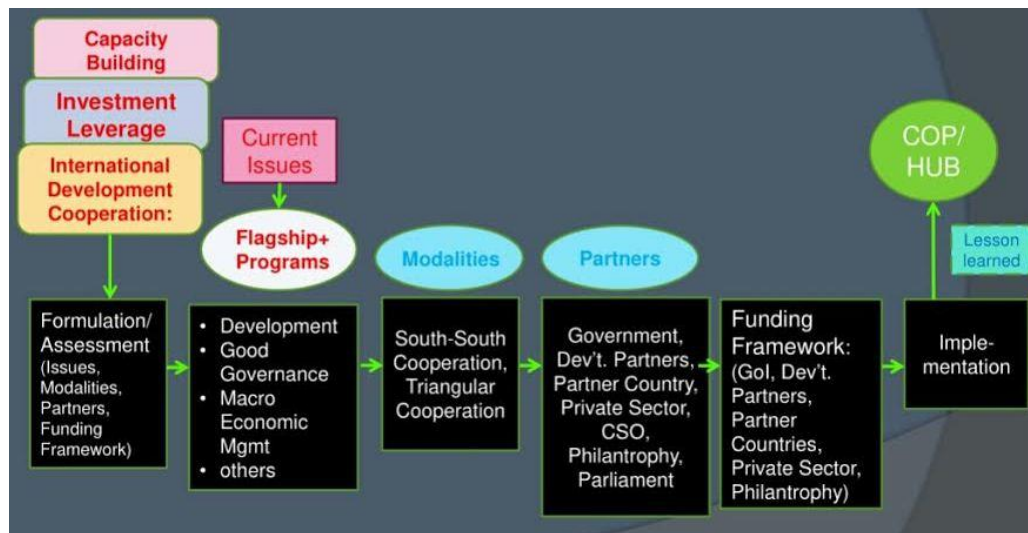 Capacity
Building
Investment
Leverage
International
Development
Cooperation:
Current
Issues
Flagship+
Programs
Modalities
Partners
COP/
HUB
Lesson
learned
Formulation/
Assessment
(Issues,
Modalities,
Partners,
Funding
Framework)
• Development
• Good
Governance
• Macro
Economic
Mgmt
• others
South-South
Cooperation,
Triangular
Cooperation
Government,
Dev't. Partners,
Partner Country,
Private Sector,
CSO,
Philantrophy,
Parliament
Funding
Framework:
(GoI, Dev't.
Partners,
Partner
Countries,
Private Sector,
Philantrophy)
Imple-
mentation